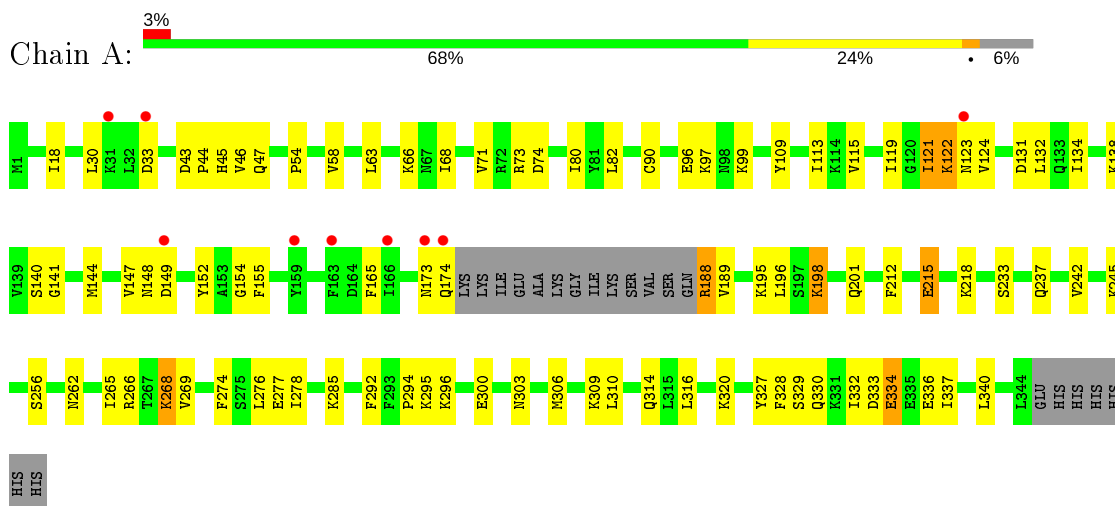 3%
Chain A:
68% 24% • 6%
M1 I18 L30 K31 L32 D33 D43 P44 H45 V46 Q47 P54 V58 L63 K66 N67 I68 V71 R72 R73 D74 I80 Y81 L82 C90 E96 K97 N98 K99 Y109 I113 K114 V115 I119 G120 I121 K122 N123 V124 D131 L132 Q133 I134 K138
V139 S140 G141 M144 V147 N148 D149 Y152 A153 G154 F155 Y159 F163 D164 F165 I166 N173 Q174 LYS LYS ILE GLU ALA LYS GLY ILE LYS SER VAL SER GLN R188 V189 K195 L196 S197 K198 Q201 F212 E215 K218 S233 Q237 V242 K245
S256 N262 I265 R266 T267 K268 V269 F274 S275 L276 E277 I278 K285 F292 F293 P294 K295 K296 E300 N303 M306 K309 L310 Q314 L315 L316 K320 Y327 F328 S329 Q330 K331 I332 D333 E334 E335 E336 I337 L340 L344 GLU HIS HIS HIS HIS
HIS HIS